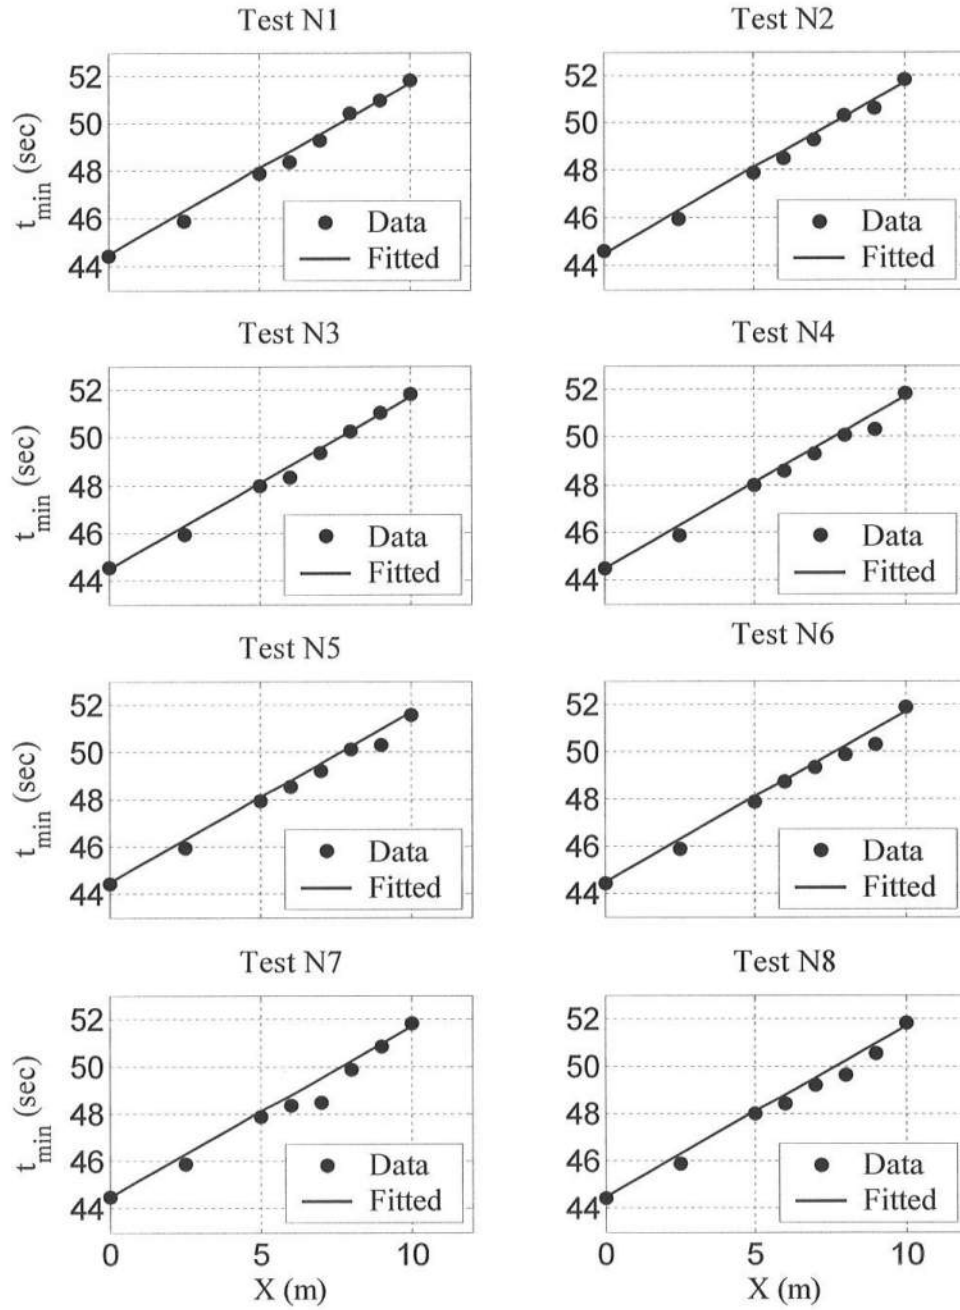 Test N1
Test N2
52
50
48
46
44
t_min (sec)
Data
Fitted
52
50
48
46
44
Data
Fitted
Test N3
Test N4
52
50
48
46
44
t_min (sec)
Data
Fitted
52
50
48
46
44
Data
Fitted
Test N5
Test N6
52
50
48
46
44
t_min (sec)
Data
Fitted
52
50
48
46
44
Data
Fitted
Test N7
Test N8
52
50
48
46
44
t_min (sec)
Data
Fitted
0 5 10
X (m)
52
50
48
46
44
Data
Fitted
0 5 10
X (m)